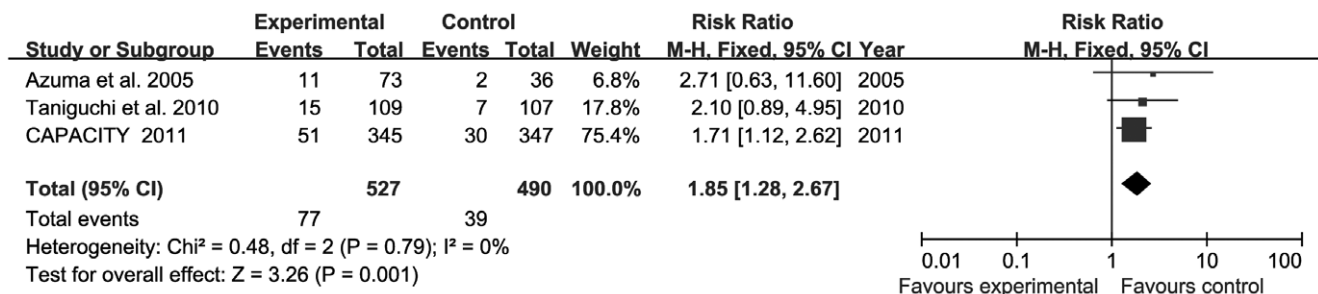 Experimental Control Risk Ratio Risk Ratio
Study or Subgroup Events Total Events Total Weight M-H, Fixed, 95% CI Year M-H, Fixed, 95% CI
Azuma et al. 2005 11 73 2 36 6.8% 2.71 [0.63, 11.60] 2005
Taniguchi et al. 2010 15 109 7 107 17.8% 2.10 [0.89, 4.95] 2010
CAPACITY 2011 51 345 30 347 75.4% 1.71 [1.12, 2.62] 2011
Total (95% CI) 527 490 100.0% 1.85 [1.28, 2.67]
Total events 77 39
Heterogeneity: Chi² = 0.48, df = 2 (P = 0.79); I² = 0%
Test for overall effect: Z = 3.26 (P = 0.001)
0.01 0.1 1 10 100
Favours experimental Favours control